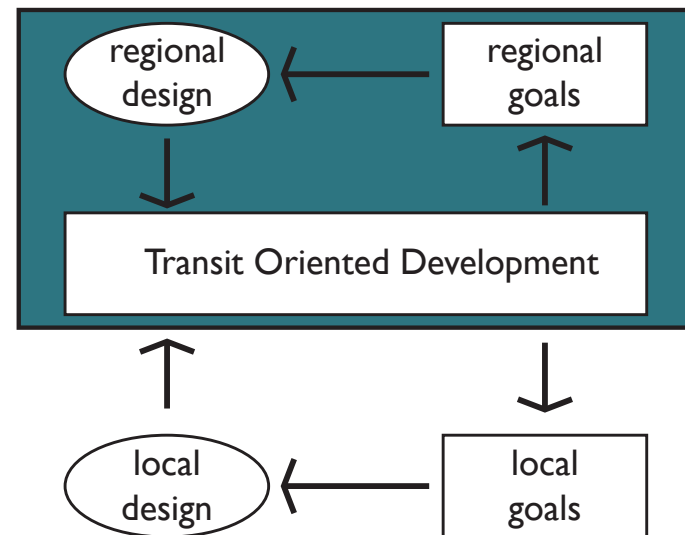 regional
design
regional
goals
Transit Oriented Development
local
design
local
goals